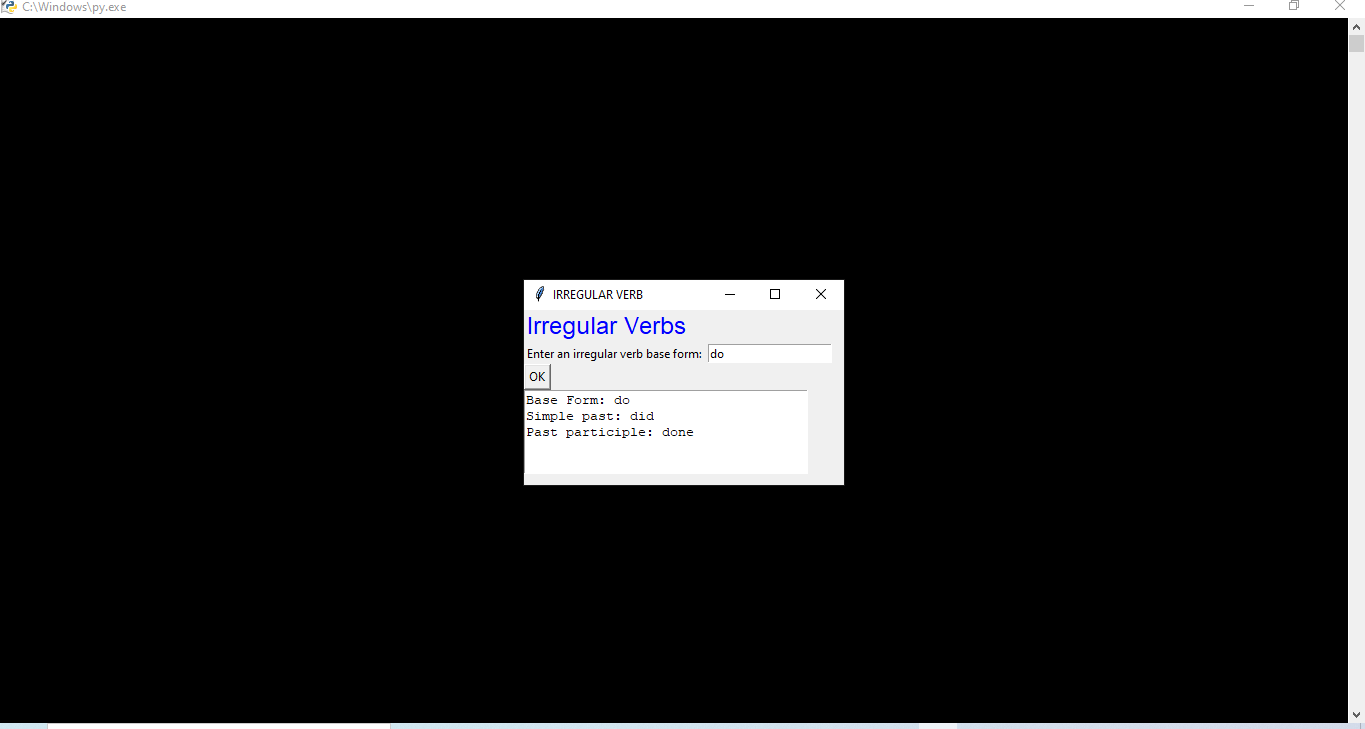 C:\Windows\py.exe
IRREGULAR VERB
Irregular Verbs
Enter an irregular verb base form: do
OK
Base Form: do
Simple past: did
Past participle: done